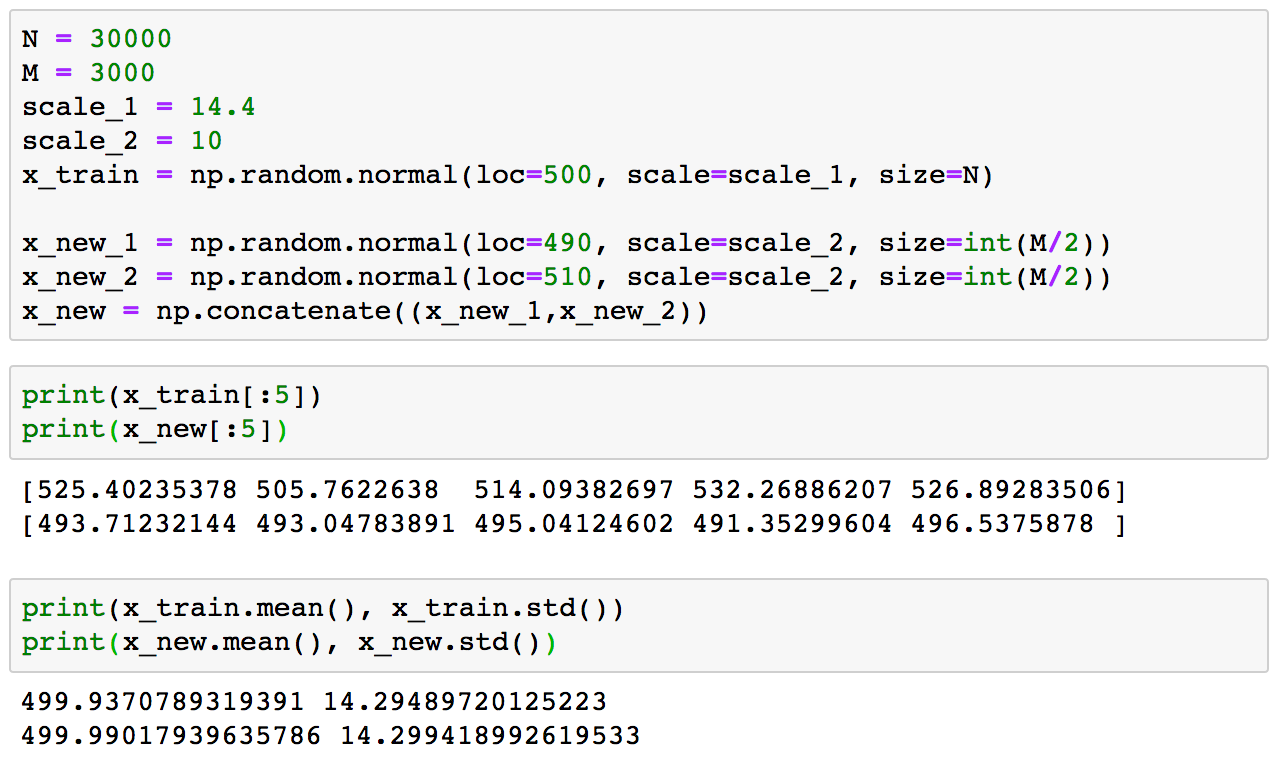 N = 30000
M = 3000
scale_1 = 14.4
scale_2 = 10
x_train = np.random.normal(loc=500, scale=scale_1, size=N)
x_new_1 = np.random.normal(loc=490, scale=scale_2, size=int(M/2))
x_new_2 = np.random.normal(loc=510, scale=scale_2, size=int(M/2))
x_new = np.concatenate((x_new_1,x_new_2))
print(x_train[:5])
print(x_new[:5])
[525.40235378 505.7622638  514.09382697 532.26886207 526.89283506]
[493.71232144 493.04783891 495.04124602 491.35299604 496.5375878 ]
print(x_train.mean(), x_train.std())
print(x_new.mean(), x_new.std())
499.9370789319391 14.29489720125223
499.99017939635786 14.299418992619533